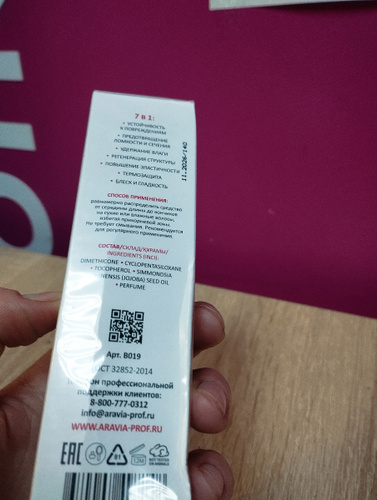 7 в 1:
• УСТОЙЧИВОСТЬ
К ПОВРЕЖДЕНИЯМ
• ПРЕДОТВРАЩЕНИЕ
ЛОМКОСТИ И СЕЧЕНИЯ
• УДЕРЖАНИЕ ВЛАГИ
• РЕГЕНЕРАЦИЯ СТРУКТУРЫ
• ПОВЫШЕНИЕ ЭЛАСТИЧНОСТИ
• ТЕРМОЗАЩИТА
• БЛЕСК И ГЛАДКОСТЬ
11.2026/140
СПОСОБ ПРИМЕНЕНИЯ:
равномерно распределить средство
от середины длины до кончиков
на сухие или влажные волосы,
избегая прикорневой зоны.
Не требует смывания. Рекомендуется
для регулярного применения.
СОСТАВ/СКЛАД/ҚҰРАМЫ/
INGREDIENTS (INCI):
DIMETHICONE • CYCLOPENTASILOXANE
• TOCOPHEROL • SIMMONDSIA
CHINENSIS (JOJOBA) SEED OIL
• PERFUME
Арт. В019
ГОСТ 32852-2014
профессиональной
поддержки клиентов:
8-800-777-0312
info@aravia-prof.ru
WWW.ARAVIA-PROF.RU
EAC
81
12M